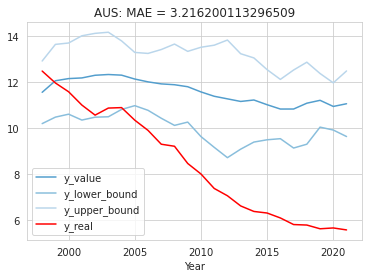 AUS: MAE = 3.216200113296509
14
12
10
8
6
y_value
y_lower_bound
y_upper_bound
y_real
2000
2005
2010
2015
2020
Year